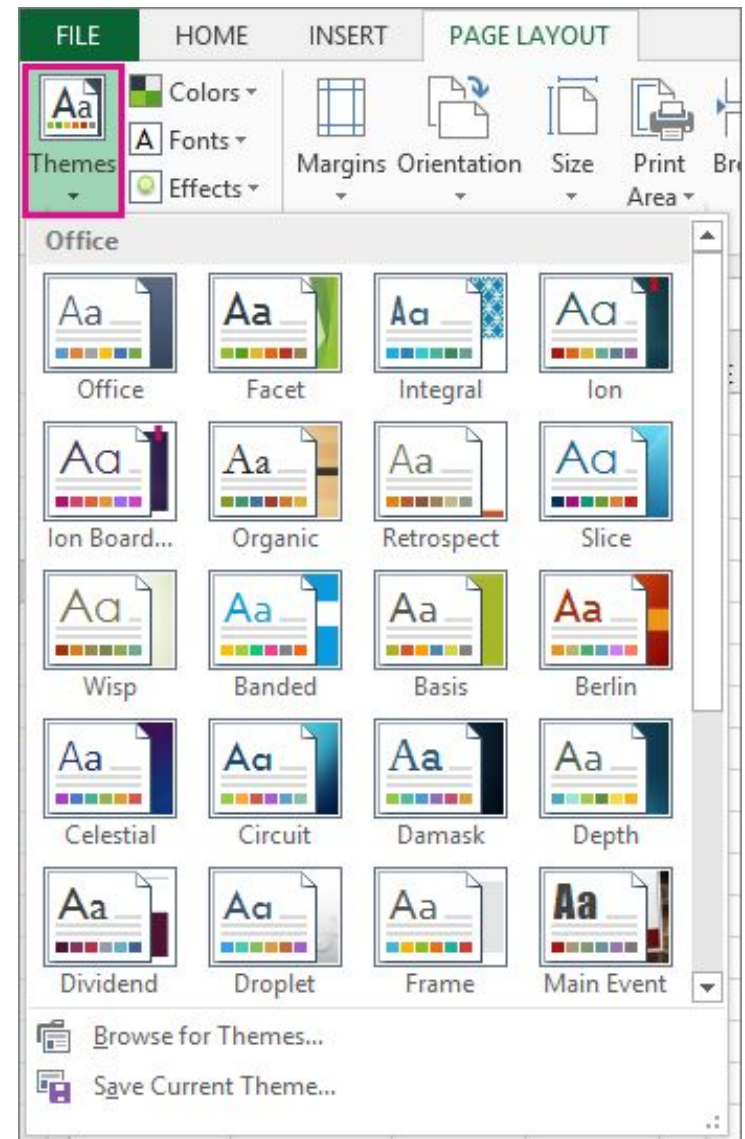 FILE HOME INSERT PAGE LAYOUT
Aa Colors
A Fonts
Themes Effects Margins Orientation Size Print
Area
Office
Aa Aa Aa Aa
Office Facet Integral Ion
Aa Aa Aa Aa
Ion Board... Organic Retrospect Slice
Aa Aa Aa Aa
Wisp Banded Basis Berlin
Aa Aa Aa Aa
Celestial Circuit Damask Depth
Aa Aa Aa Aa
Dividend Droplet Frame Main Event
Browse for Themes...
Save Current Theme...